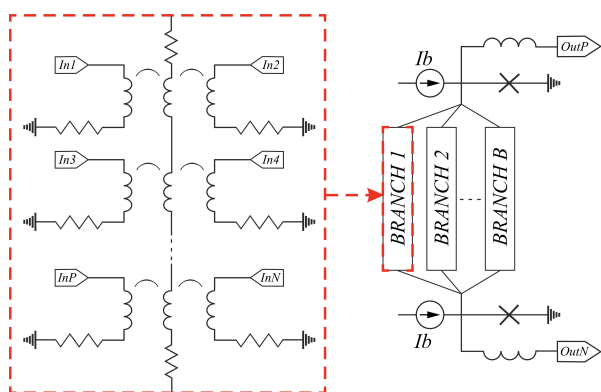 In1
In2
In3
In4
InP
InN
Ib
OutP
BRANCH 1
BRANCH 2
BRANCH B
Ib
OutN